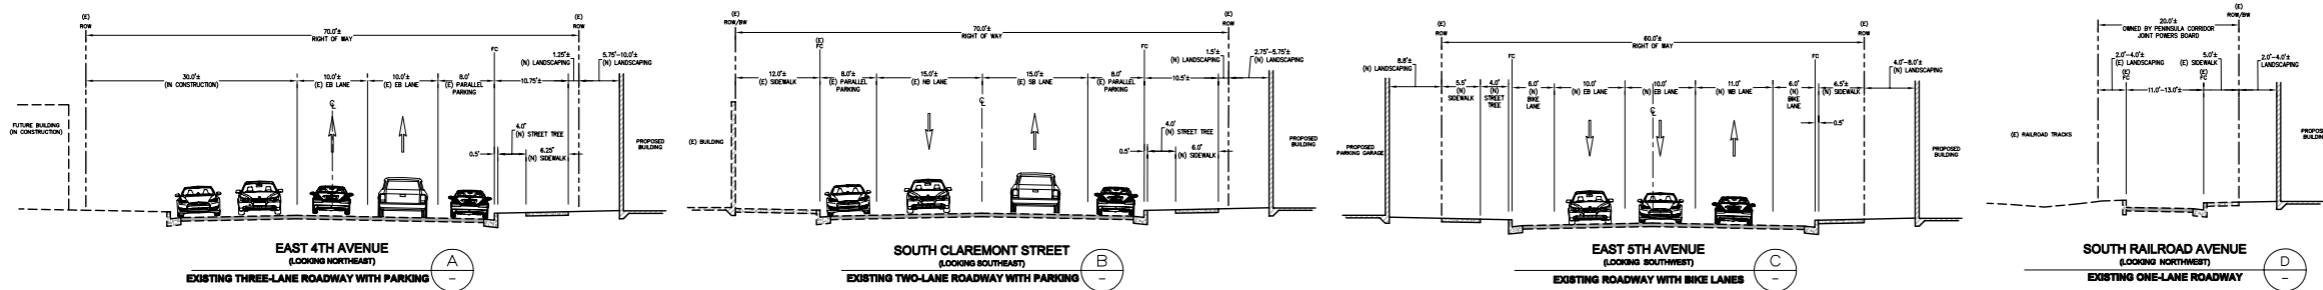 (E)
ROW
(E)
ROW
70.0'±
RIGHT OF WAY
FC
1.25'±
(N) LANDSCAPING
5.75'-10.0'±
(N) LANDSCAPING
30.0'±
(IN CONSTRUCTION)
10.0'±
(E) EB LANE
10.0'±
(E) EB LANE
8.0'
(E) PARALLEL
PARKING
10.75'±
FUTURE BUILDING
(IN CONSTRUCTION)
4.0'
(N) STREET TREE
0.5'
6.25'
(N) SIDEWALK
PROPOSED
BUILDING
EAST 4TH AVENUE
(LOOKING NORTHEAST)
EXISTING THREE-LANE ROADWAY WITH PARKING
A
–
(E)
ROW/BW
(E)
ROW
70.0'±
RIGHT OF WAY
(E)
FC
FC
1.5'±
(N) LANDSCAPING
2.75'-5.75'±
(N) LANDSCAPING
12.0'±
(E) SIDEWALK
8.0'±
(E) PARALLEL
PARKING
15.0'±
(E) NB LANE
15.0'±
(E) SB LANE
8.0'
(E) PARALLEL
PARKING
10.5'±
(E) BUILDING
4.0'
(N) STREET TREE
0.5'
6.0'
(N) SIDEWALK
PROPOSED
BUILDING
SOUTH CLAREMONT STREET
(LOOKING SOUTHEAST)
EXISTING TWO-LANE ROADWAY WITH PARKING
B
–
(E)
ROW
(E)
ROW
60.0'±
RIGHT OF WAY
FC
FC
8.8'±
(N) LANDSCAPING
5.5'
(N)
SIDEWALK
4.0'
(N)
STREET
TREE
6.0'
(N)
BIKE
LANE
10.0'
(N) EB LANE
10.0'
(E) EB LANE
11.0'
(N) WB LANE
6.0'
(N)
BIKE
LANE
6.5'±
(N) SIDEWALK
4.0'-8.0'±
(N) LANDSCAPING
0.5'
PROPOSED
PARKING GARAGE
PROPOSED
BUILDING
EAST 5TH AVENUE
(LOOKING SOUTHWEST)
EXISTING ROADWAY WITH BIKE LANES
C
–
(E)
ROW/BW
20.0'±
OWNED BY PENINSULA CORRIDOR
JOINT POWERS BOARD
2.0'-4.0'±
(E) LANDSCAPING
(E)
FC
5.0'±
(E) SIDEWALK
(E)
FC
2.0'-4.0'±
LANDSCAPING
11.0'-13.0'±
(E) RAILROAD TRACKS
BUILDING
SOUTH RAILROAD AVENUE
(LOOKING NORTHWEST)
EXISTING ONE-LANE ROADWAY
D
–